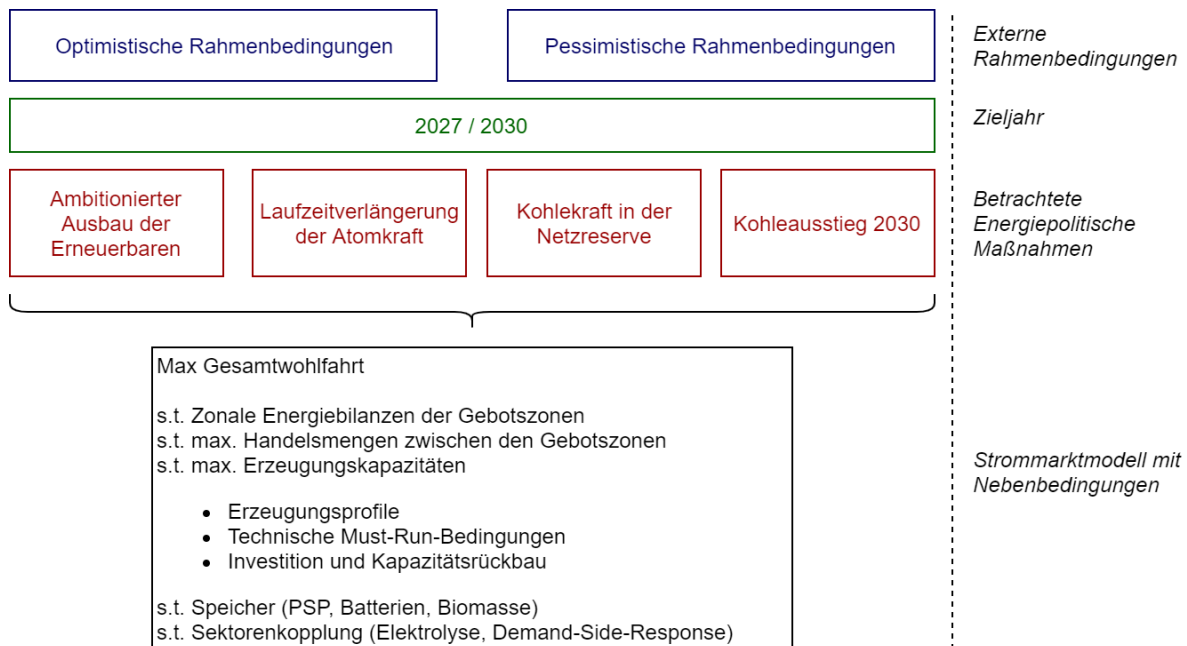 Optimistische Rahmenbedingungen
Pessimistische Rahmenbedingungen
Externe
Rahmenbedingungen
2027 / 2030
Zieljahr
Ambitionierter
Ausbau der
Erneuerbaren
Laufzeitverlängerung
der Atomkraft
Kohlekraft in der
Netzreserve
Kohleausstieg 2030
Betrachtete
Energiepolitische
Maßnahmen
Max Gesamtwohlfahrt
s.t. Zonale Energiebilanzen der Gebotszonen
s.t. max. Handelsmengen zwischen den Gebotszonen
s.t. max. Erzeugungskapazitäten
• Erzeugungsprofile
• Technische Must-Run-Bedingungen
• Investition und Kapazitätsrückbau
s.t. Speicher (PSP, Batterien, Biomasse)
s.t. Sektorenkopplung (Elektrolyse, Demand-Side-Response)
Strommarktmodell mit
Nebenbedingungen